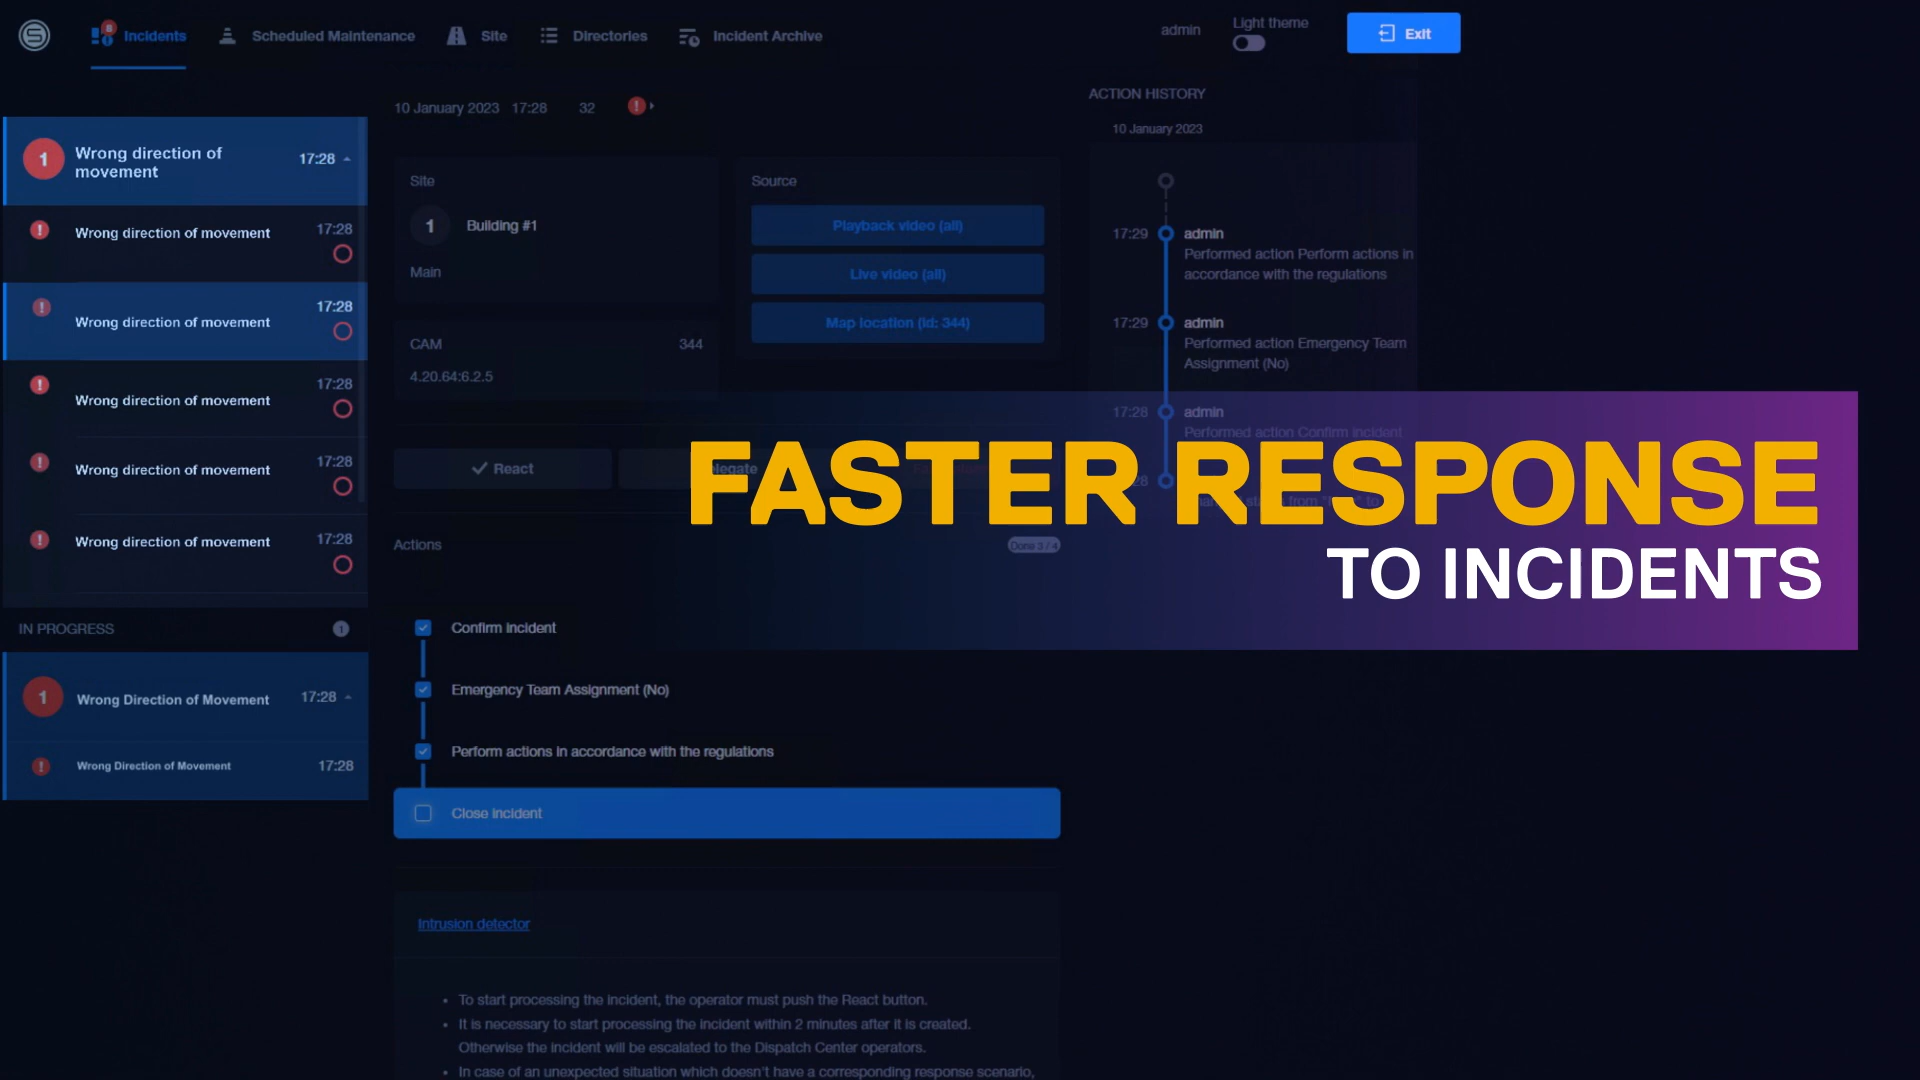 8
Incidents
Scheduled Maintenance
Site
Directories
Incident Archive
admin
Light theme
Exit
1
Wrong direction of
movement
17:28
Wrong direction of movement
17:28
Wrong direction of movement
17:28
Wrong direction of movement
17:28
Wrong direction of movement
17:28
Wrong direction of movement
17:28
IN PROGRESS
1
1
Wrong Direction of Movement
17:28
Wrong Direction of Movement
17:28
10 January 2023 17:28 32
Site
1
Building #1
Main
CAM 344
4.20.64:6.2.5
Source
Playback video (all)
Live video (all)
Map location (id: 344)
React
Actions
Done 3 / 4
Confirm incident
Emergency Team Assignment (No)
Perform actions in accordance with the regulations
Close incident
Intrusion detector
• To start processing the incident, the operator must push the React button.
• It is necessary to start processing the incident within 2 minutes after it is created.
Otherwise the incident will be escalated to the Dispatch Center operators.
• In case of an unexpected situation which doesn't have a corresponding response scenario,
ACTION HISTORY
10 January 2023
17:29 admin
Performed action Perform actions in
accordance with the regulations
17:29 admin
Performed action Emergency Team
Assignment (No)
17:28 admin
Performed action Confirm incident
FASTER RESPONSE
TO INCIDENTS